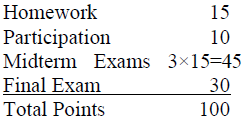 Homework 15
Participation 10
Midterm Exams 3×15=45
Final Exam 30
Total Points 100